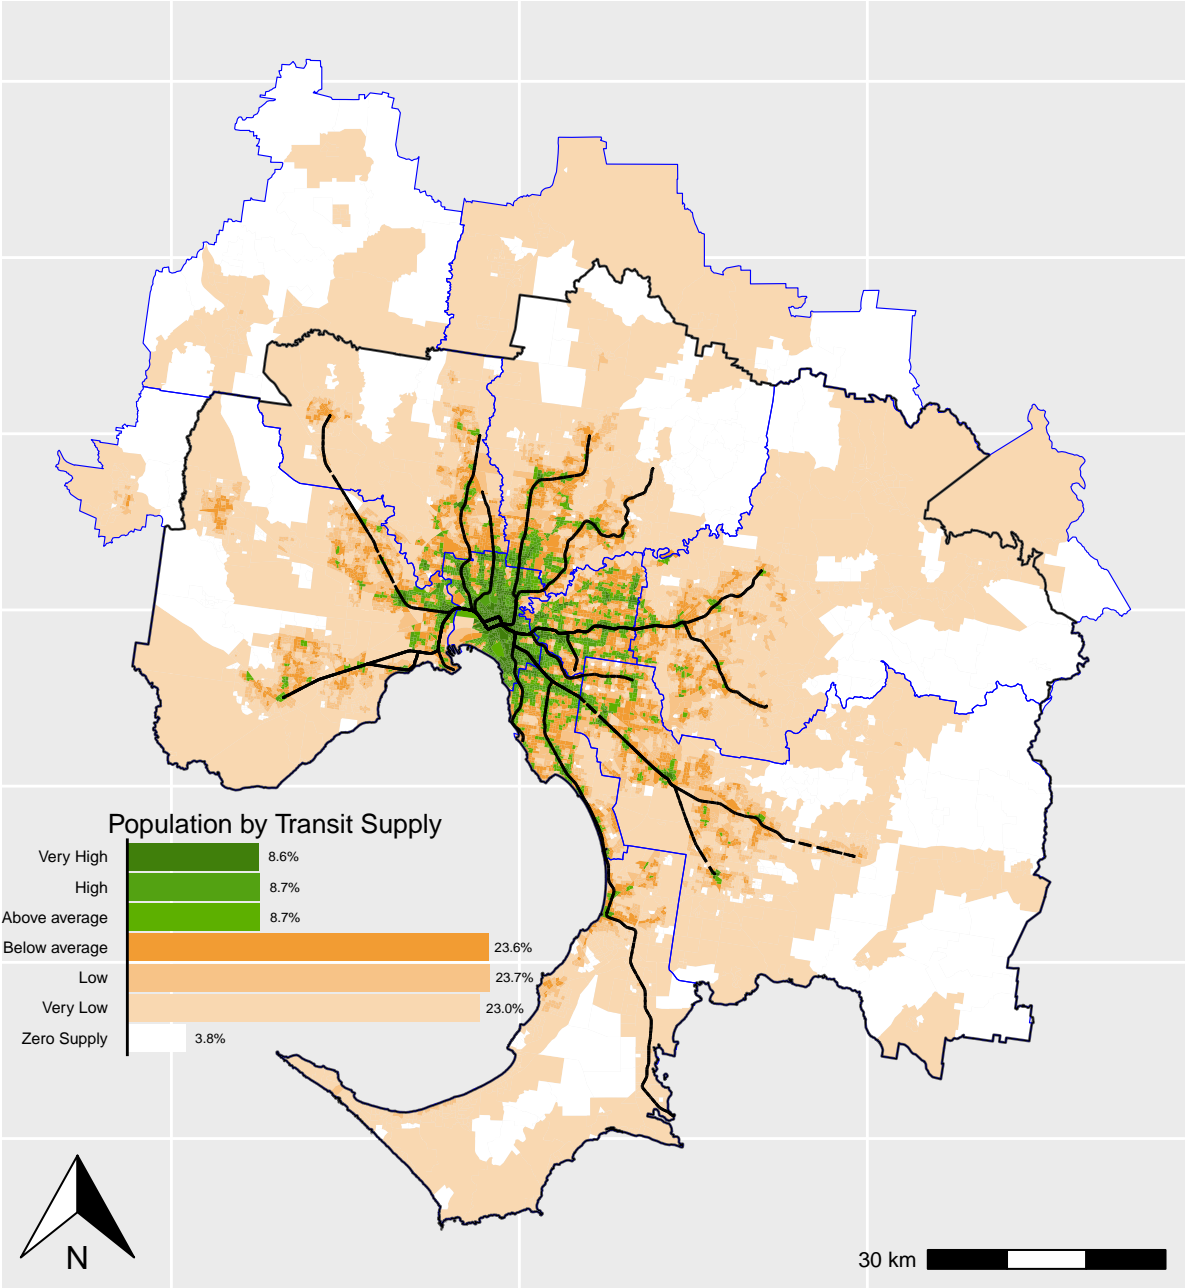 Population by Transit Supply
Very High 8.6%
High 8.7%
Above average 8.7%
Below average 23.6%
Low 23.7%
Very Low 23.0%
Zero Supply 3.8%
N
30 km